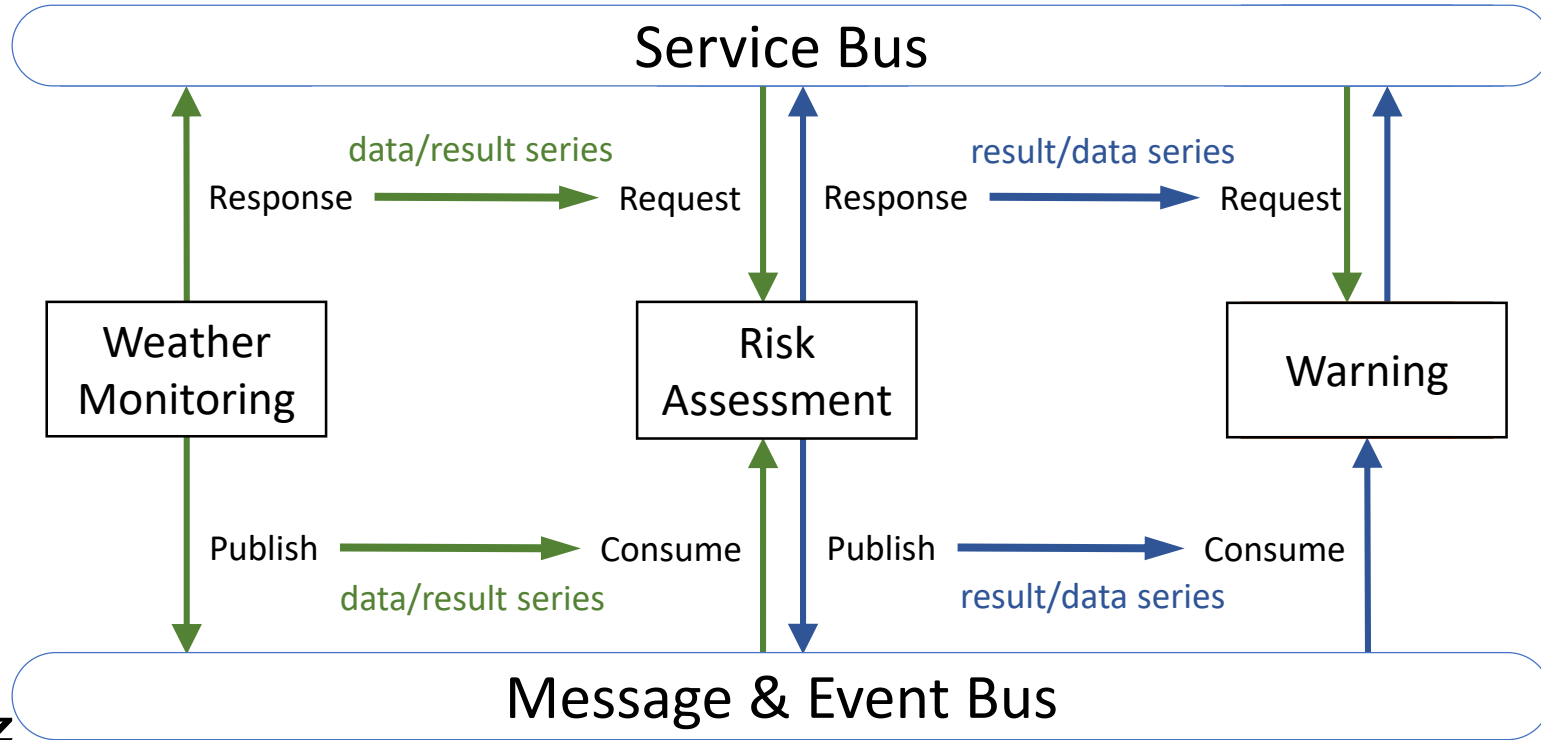 Service Bus
data/result series
result/data series
Response
Request
Response
Request
Weather
Monitoring
Risk
Assessment
Warning
Publish
Consume
Publish
Consume
data/result series
result/data series
Message & Event Bus
z